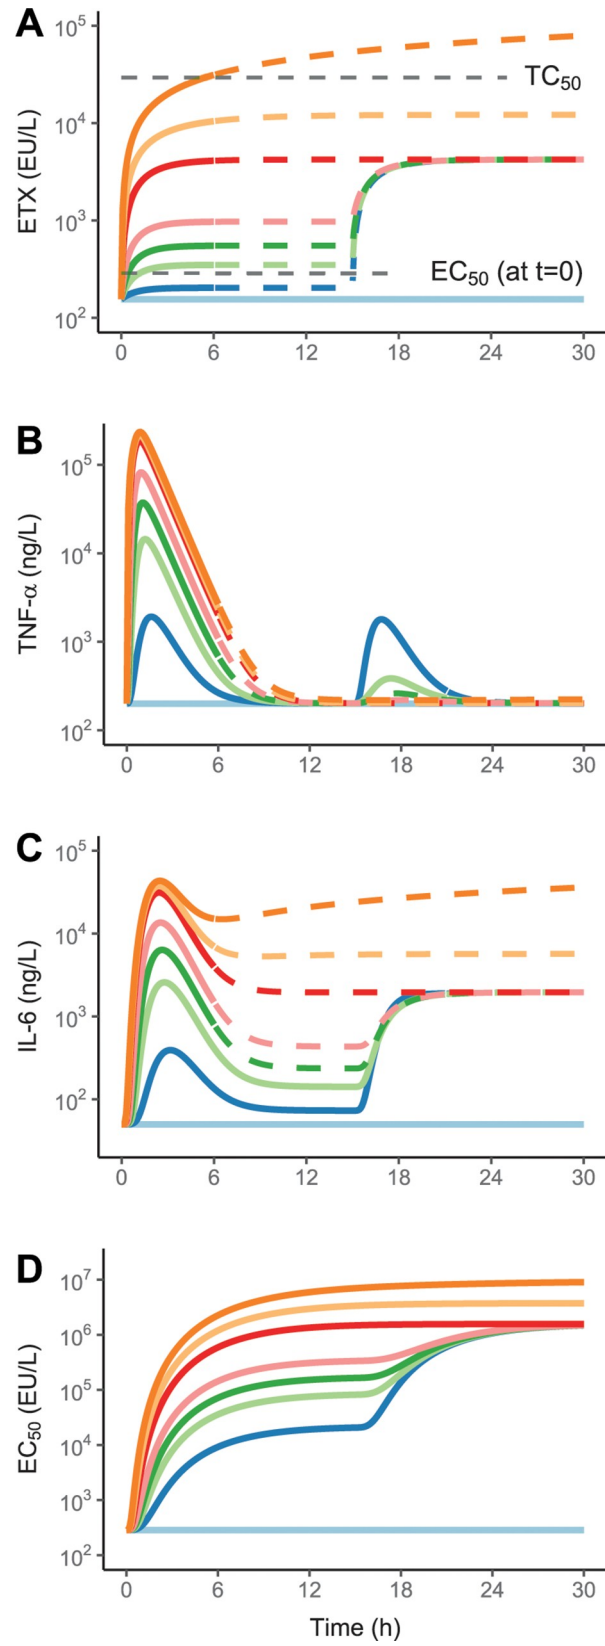 A
ETX (EU/L)
10⁵
10⁴
10³
10²
TC₅₀
EC₅₀ (at t=0)
0 6 12 18 24 30
B
TNF-α (ng/L)
10⁵
10⁴
10³
10²
0 6 12 18 24 30
C
IL-6 (ng/L)
10⁵
10⁴
10³
10²
0 6 12 18 24 30
D
EC₅₀ (EU/L)
10⁷
10⁶
10⁵
10⁴
10³
10²
0 6 12 18 24 30
Time (h)